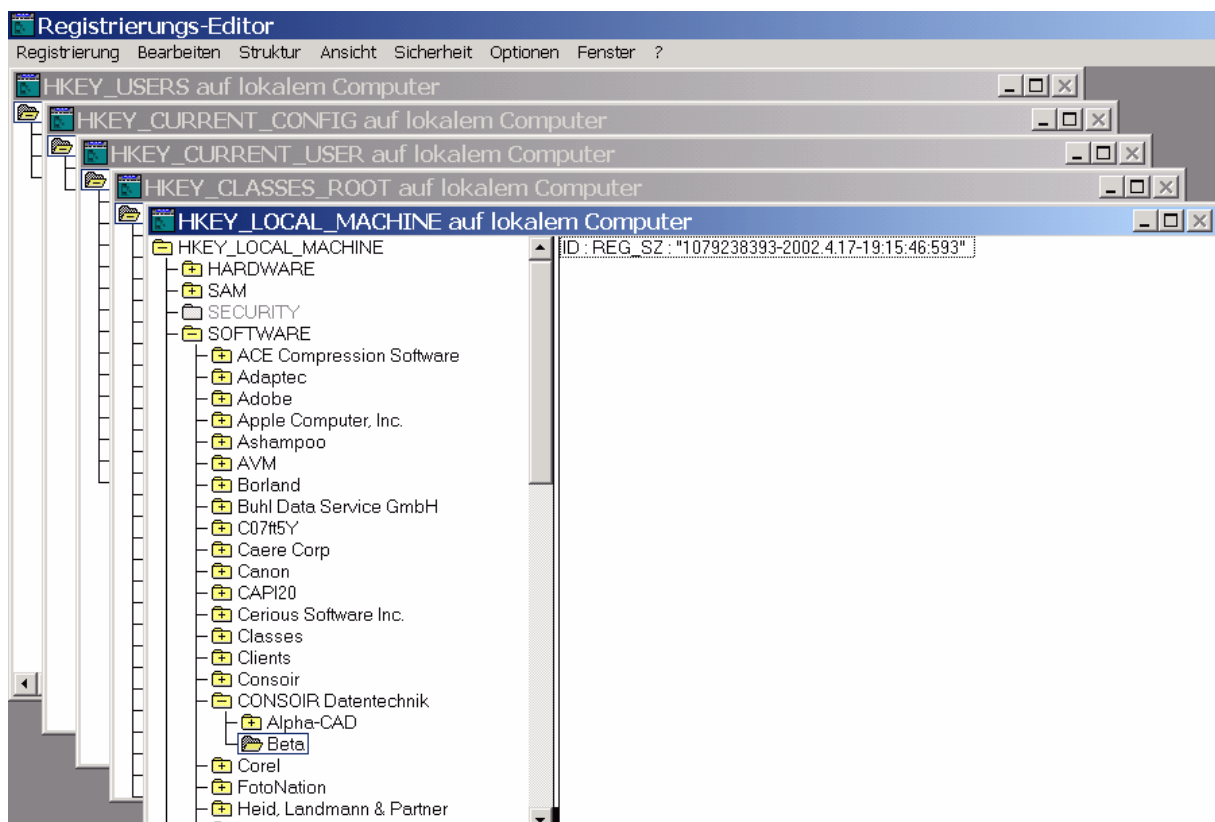 Registrierungs-Editor
Registrierung Bearbeiten Struktur Ansicht Sicherheit Optionen Fenster ?
HKEY_USERS auf lokalem Computer
HKEY_CURRENT_CONFIG auf lokalem Computer
HKEY_CURRENT_USER auf lokalem Computer
HKEY_CLASSES_ROOT auf lokalem Computer
HKEY_LOCAL_MACHINE auf lokalem Computer
HKEY_LOCAL_MACHINE
HARDWARE
SAM
SECURITY
SOFTWARE
ACE Compression Software
Adaptec
Adobe
Apple Computer, Inc.
Ashampoo
AVM
Borland
Buhl Data Service GmbH
C07ft5Y
Caere Corp
Canon
CAPI20
Cerious Software Inc.
Classes
Clients
Consoir
CONSOIR Datentechnik
Alpha-CAD
Beta
Corel
FotoNation
Heid, Landmann & Partner
ID : REG_SZ : "1079238393-2002.4.17-19:15:46:593"